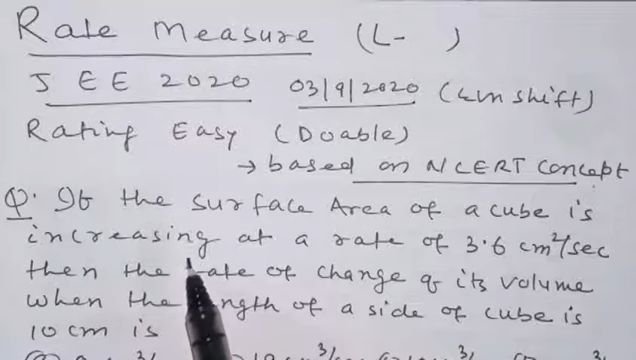 Rate Measure (L- )
JEE 2020 03/9/2020 (
Rating Easy (Doable)
→ based on NCERT Concept
Q. If the surface Area of a cube is
increasing at a rate of 3.6 cm²/sec
then the rate of change of its volume
when the length of a side of cube is
10 cm is